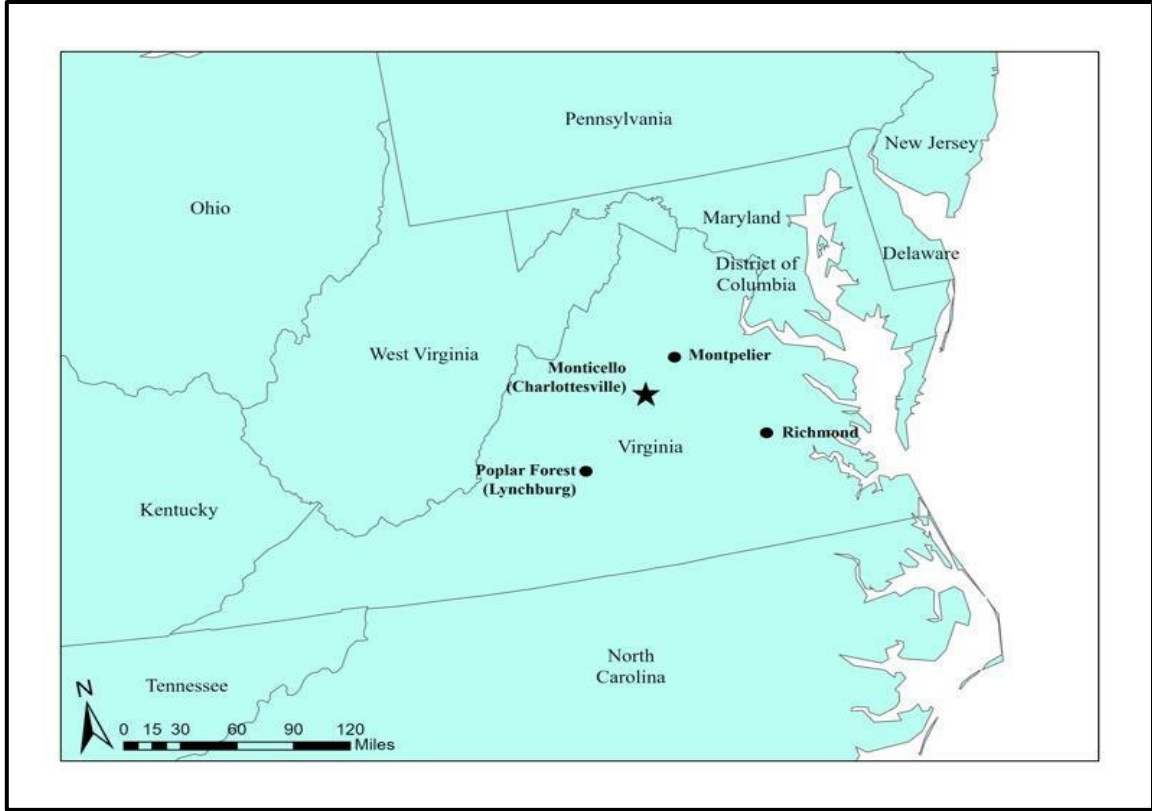 Pennsylvania
New Jersey
Ohio
Maryland
Delaware
District of
Columbia
West Virginia
Montpelier
Monticello
(Charlottesville)
Richmond
Virginia
Poplar Forest
(Lynchburg)
Kentucky
North
Carolina
Tennessee
N
0 15 30 60 90 120
Miles